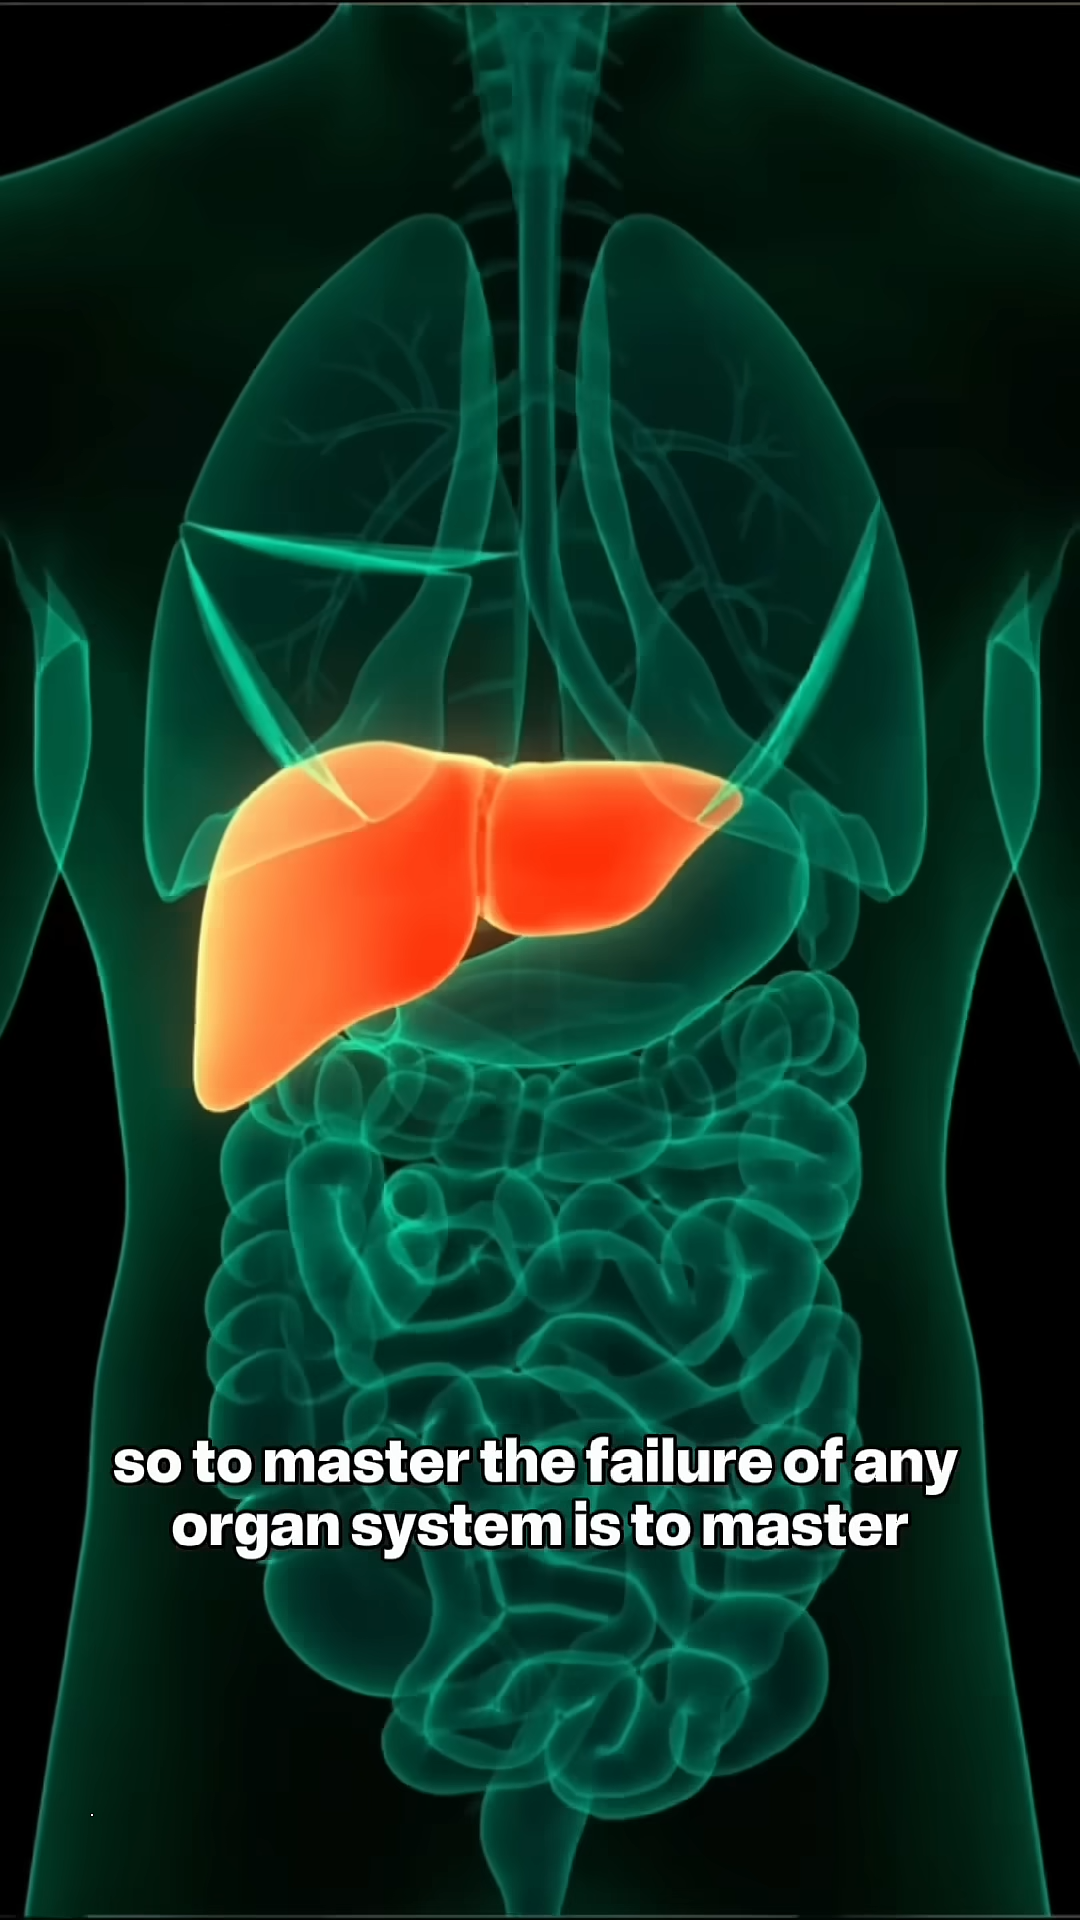 so to master the failure of any
organ system is to master